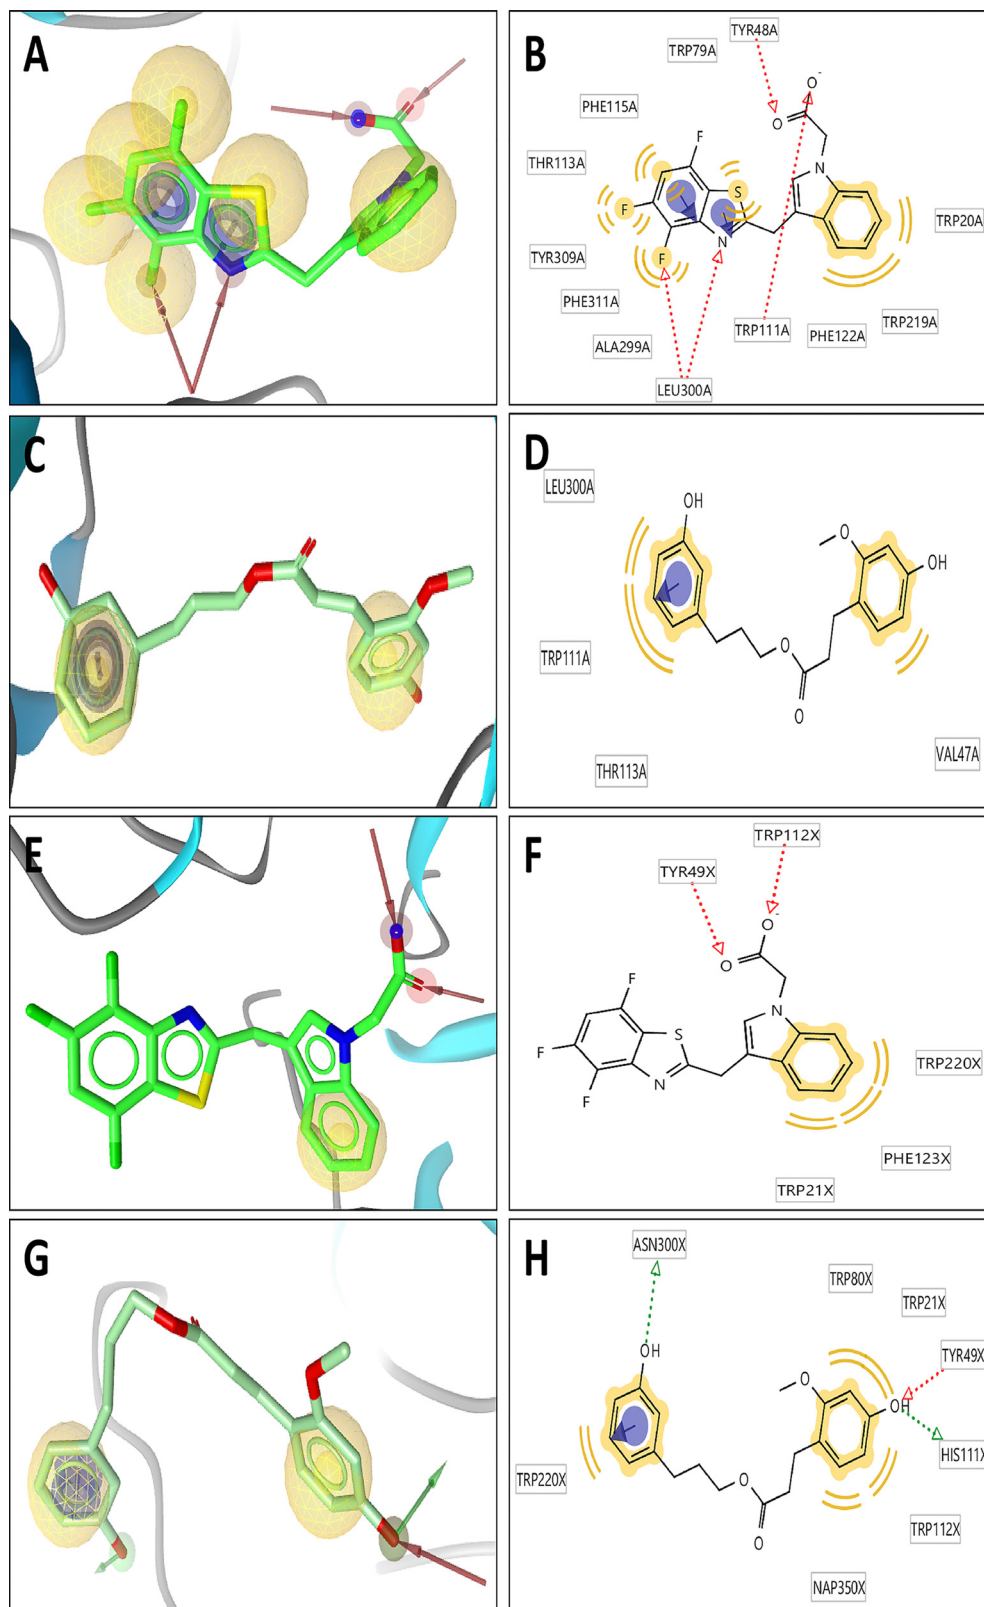 A
B
TYR48A
TRP79A
O
-
O
PHE115A
F
N
THR113A
S
F
TRP20A
N
TYR309A
F
PHE311A
TRP111A
TRP219A
PHE122A
ALA299A
LEU300A
C
D
LEU300A
OH
O
OH
TRP111A
O
O
VAL47A
THR113A
E
F
TRP112X
TYR49X
O
-
O
F
N
S
F
N
F
TRP220X
PHE123X
TRP21X
G
H
ASN300X
TRP80X
TRP21X
OH
TYR49X
O
OH
HIS111X
TRP220X
O
O
TRP112X
NAP350X